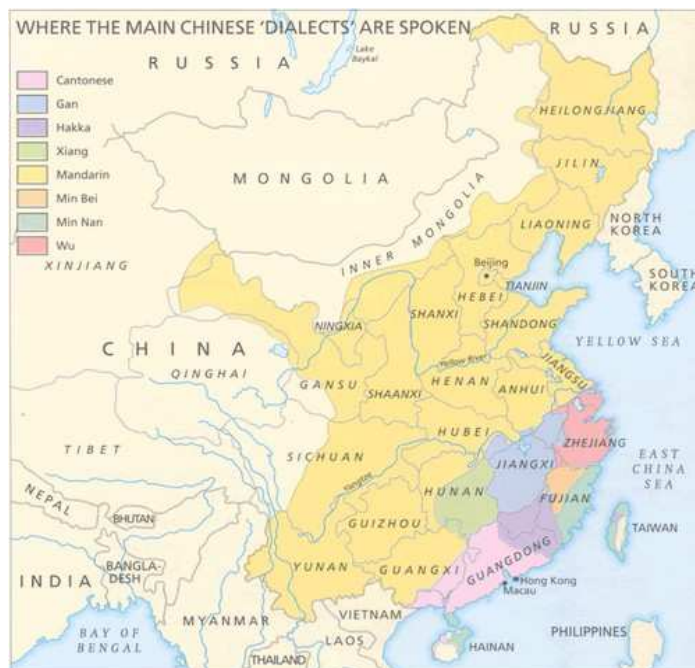 WHERE THE MAIN CHINESE 'DIALECTS' ARE SPOKEN
Cantonese
Gan
Hakka
Xiang
Mandarin
Min Bei
Min Nan
Wu
RUSSIA
RUSSIA
Lake
Baykal
HEILONGJIANG
JILIN
MONGOLIA
LIAONING
NORTH
KOREA
SOUTH
KOREA
INNER MONGOLIA
XINJIANG
Beijing
TIANJIN
HEBEI
SHANXI
SHANDONG
NINGXIA
YELLOW SEA
CHINA
QINGHAI
Yellow River
JIANGSU
GANSU
SHAANXI
HENAN
ANHUI
HUBEI
ZHEJIANG
TIBET
SICHUAN
Yangtze
JIANGXI
EAST
CHINA
SEA
HUNAN
FUJIAN
NEPAL
BHUTAN
GUIZHOU
TAIWAN
BANGLA-
DESH
YUNAN
GUANGXI
GUANGDONG
INDIA
Hong Kong
Macau
MYANMAR
VIETNAM
LAOS
BAY OF
BENGAL
THAILAND
HAINAN
PHILIPPINES